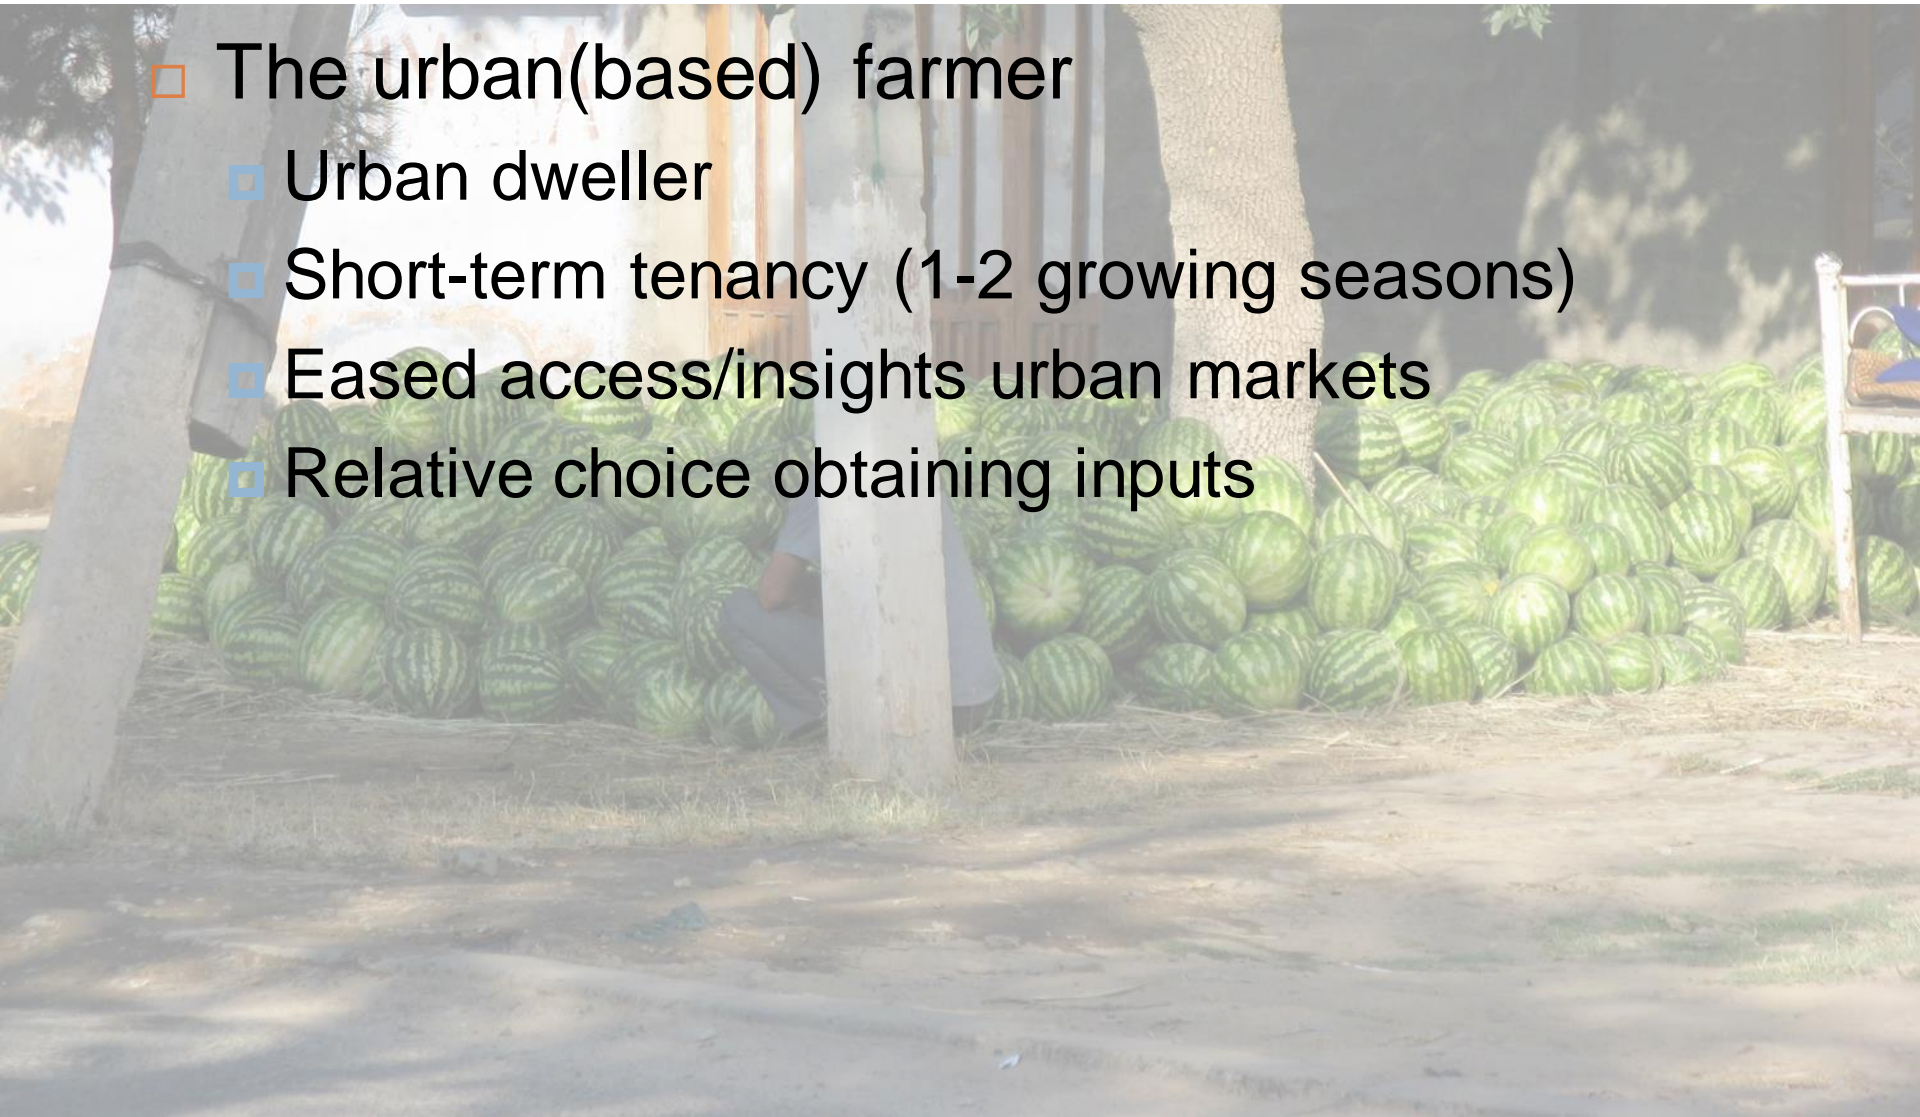 The urban(based) farmer
Urban dweller
Short-term tenancy (1-2 growing seasons)
Eased access/insights urban markets
Relative choice obtaining inputs